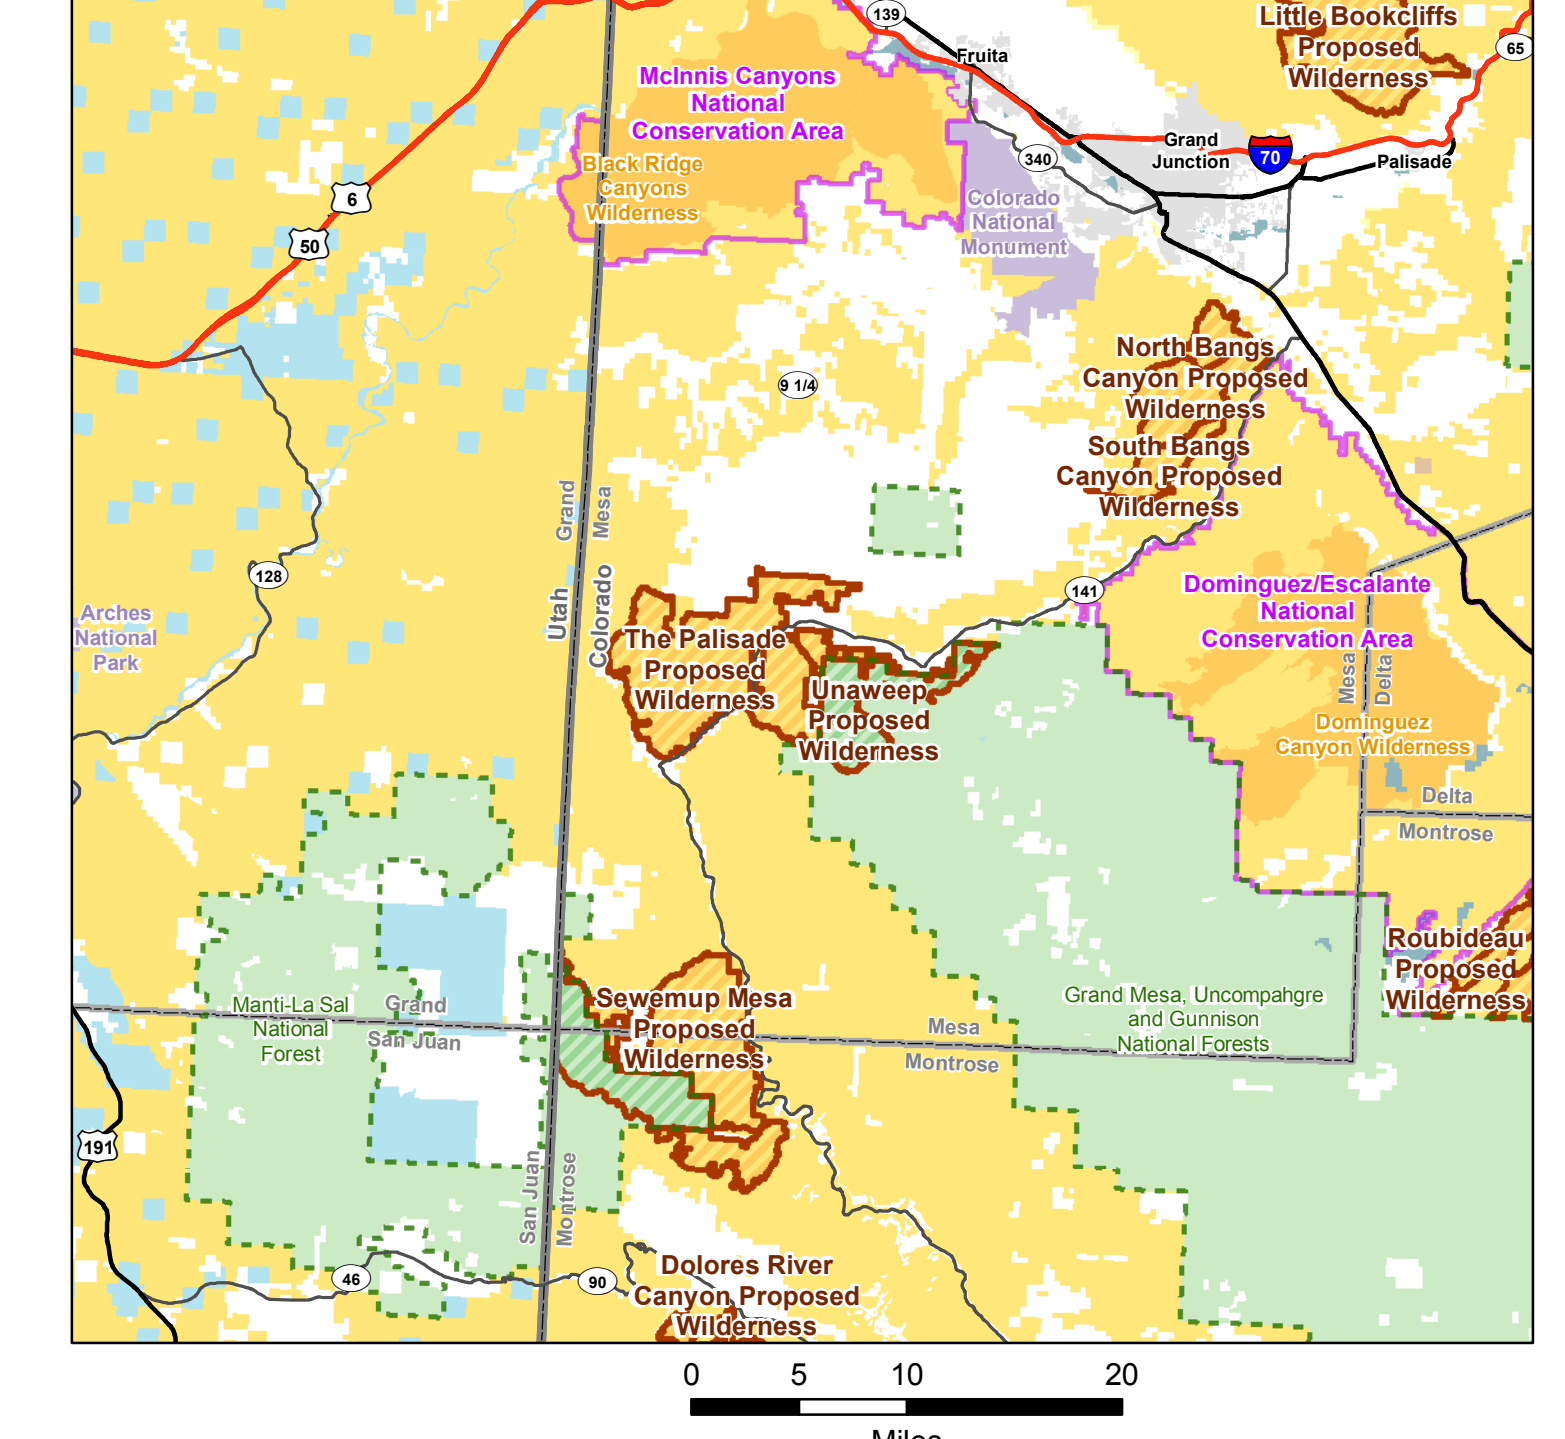 Little Bookcliffs
Proposed
Wilderness
139
65
Fruita
McInnis Canyons
National
Conservation Area
Grand
Junction
70
340
Palisade
Black Ridge
Canyons
Wilderness
6
50
Colorado
National
Monument
North Bangs
Canyon Proposed
Wilderness
9 1/4
South Bangs
Canyon Proposed
Wilderness
Grand
Mesa
128
Utah
Colorado
141
Dominguez/Escalante
National
Conservation Area
Arches
National
Park
The Palisade
Proposed
Wilderness
Unaweep
Proposed
Wilderness
Mesa
Delta
Dominguez
Canyon Wilderness
Delta
Montrose
Roubideau
Proposed
Wilderness
Manti-La Sal
National
Forest
Grand
San Juan
Sewemup Mesa
Proposed
Wilderness
Grand Mesa, Uncompahgre
and Gunnison
National Forests
Mesa
Montrose
191
San Juan
Montrose
46
90
Dolores River
Canyon Proposed
Wilderness
0 5 10 20
Miles